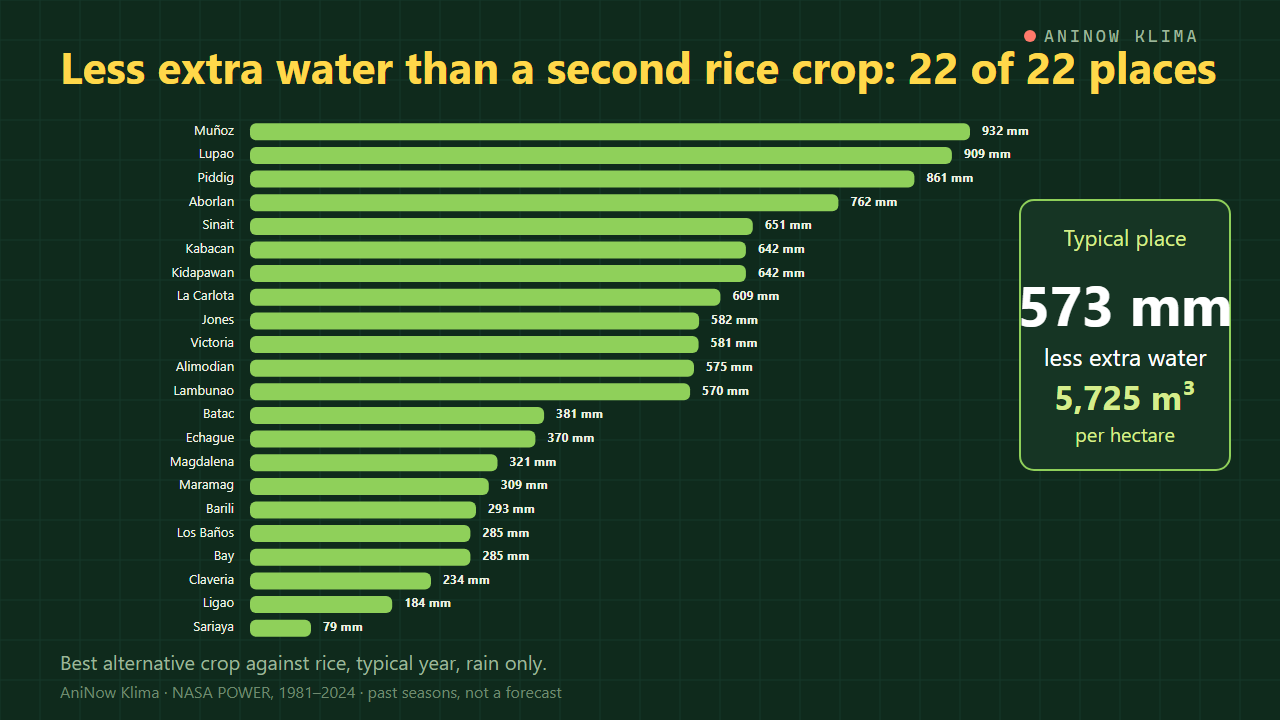 ANINOW KLIMA
Less extra water than a second rice crop: 22 of 22 places
Muñoz 932 mm
Lupao 909 mm
Piddig 861 mm
Aborlan 762 mm
Sinait 651 mm
Kabacan 642 mm
Kidapawan 642 mm
La Carlota 609 mm
Jones 582 mm
Victoria 581 mm
Alimodian 575 mm
Lambunao 570 mm
Batac 381 mm
Echague 370 mm
Magdalena 321 mm
Maramag 309 mm
Barili 293 mm
Los Baños 285 mm
Bay 285 mm
Claveria 234 mm
Ligao 184 mm
Sariaya 79 mm
Typical place
573 mm
less extra water
5,725 m³
per hectare
Best alternative crop against rice, typical year, rain only.
AniNow Klima · NASA POWER, 1981–2024 · past seasons, not a forecast